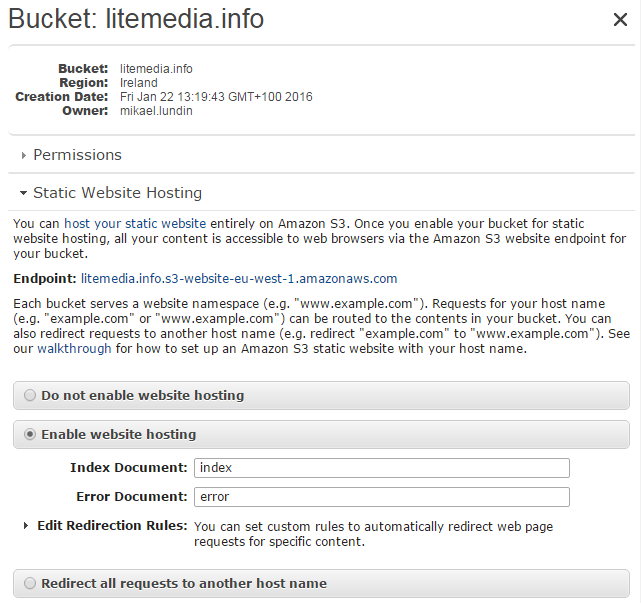 Bucket: litemedia.info
Bucket: litemedia.info
Region: Ireland
Creation Date: Fri Jan 22 13:19:43 GMT+100 2016
Owner: mikael.lundin
Permissions
Static Website Hosting
You can host your static website entirely on Amazon S3. Once you enable your bucket for static
website hosting, all your content is accessible to web browsers via the Amazon S3 website endpoint for
your bucket.
Endpoint: litemedia.info.s3-website-eu-west-1.amazonaws.com
Each bucket serves a website namespace (e.g. "www.example.com"). Requests for your host name
(e.g. "example.com" or "www.example.com") can be routed to the contents in your bucket. You can
also redirect requests to another host name (e.g. redirect "example.com" to "www.example.com"). See
our walkthrough for how to set up an Amazon S3 static website with your host name.
Do not enable website hosting
Enable website hosting
Index Document: index
Error Document: error
Edit Redirection Rules: You can set custom rules to automatically redirect web page
requests for specific content.
Redirect all requests to another host name